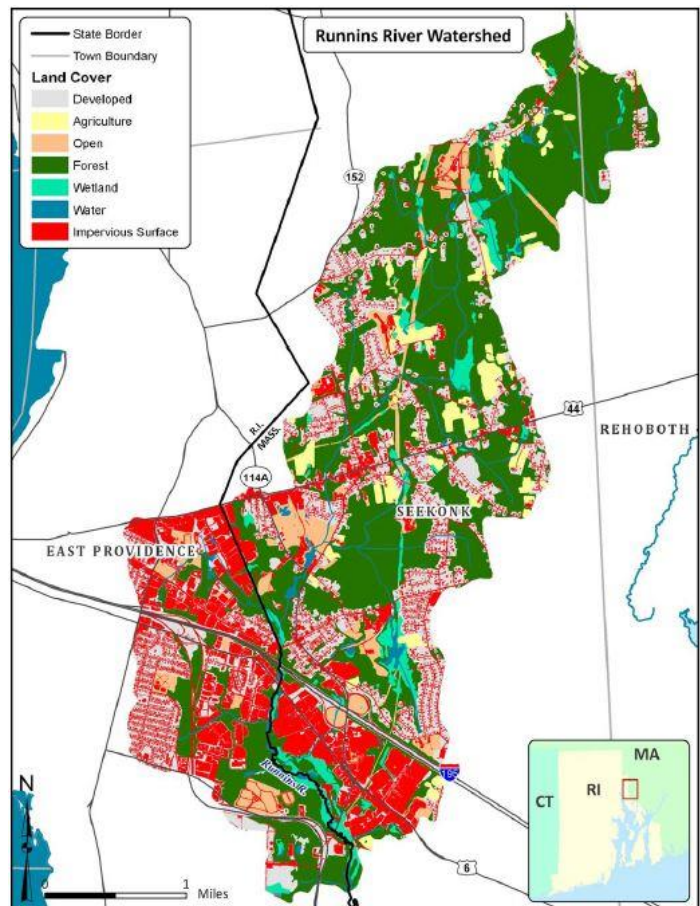 State Border
Town Boundary
Land Cover
Developed
Agriculture
Open
Forest
Wetland
Water
Impervious Surface
Runnins River Watershed
152
44
R.I.
MASS.
REHOBOTH
114A
SEEKONK
EAST PROVIDENCE
195
Runnins R.
6
N
0 1
Miles
MA
CT
RI